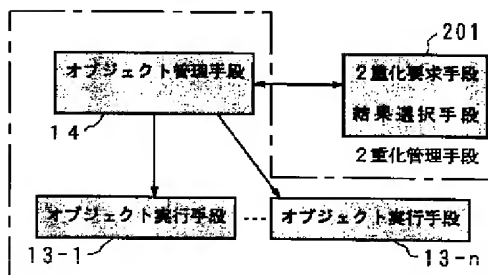 201
オブジェクト管理手段
2重化要求手段
結果選択手段
14
2重化管理手段
オブジェクト実行手段
オブジェクト実行手段
13-1
13-n